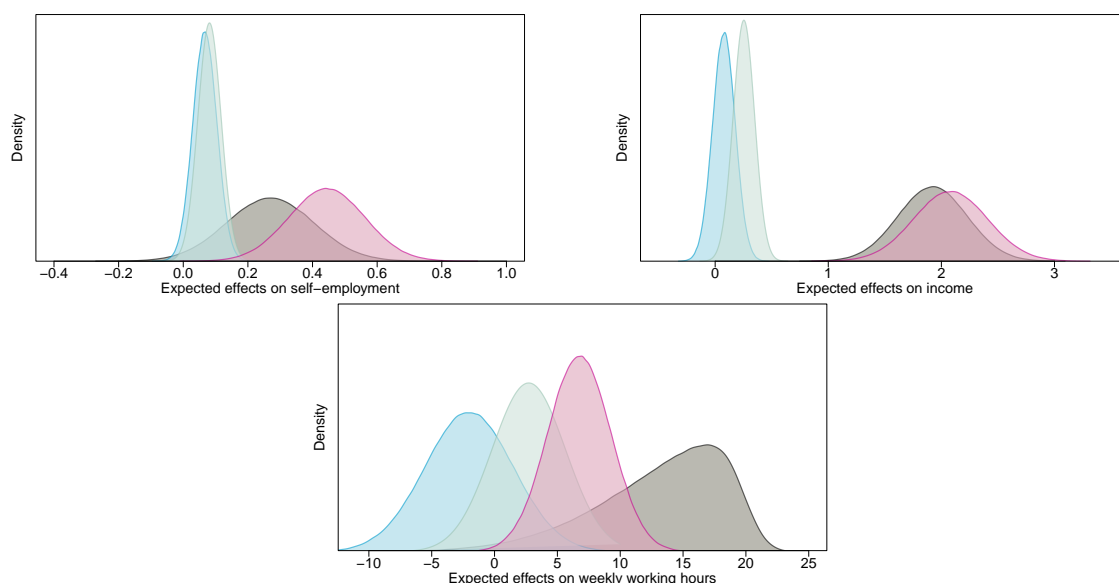 Density
−0.4 −0.2 0.0 0.2 0.4 0.6 0.8 1.0
Expected effects on self−employment
Density
0 1 2 3
Expected effects on income
Density
−10 −5 0 5 10 15 20 25
Expected effects on weekly working hours